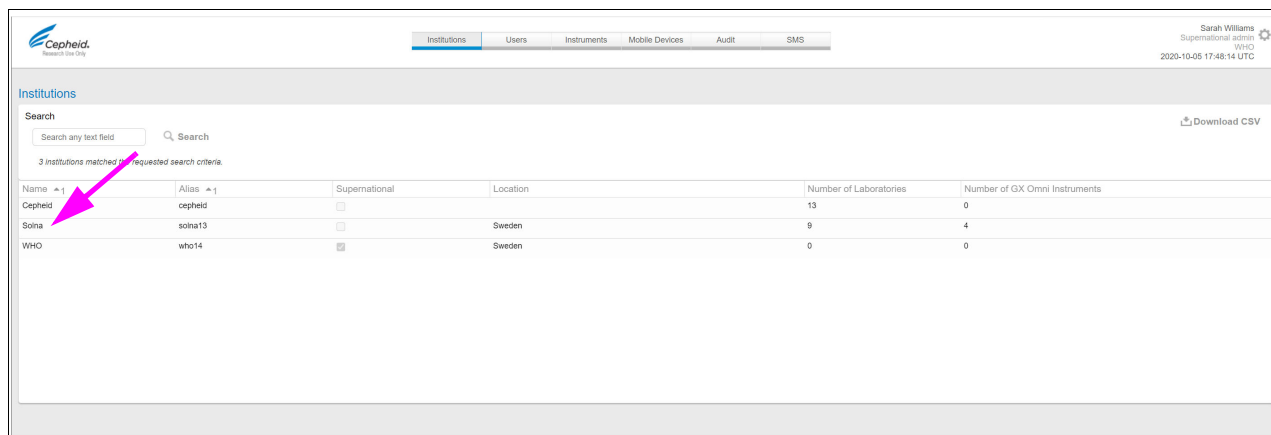 Cepheid.
Research Use Only
Institutions Users Instruments Mobile Devices Audit SMS
Sarah Williams
Supernational admin
WHO
2020-10-05 17:48:14 UTC
Institutions
Search
Search any text field Search
Download CSV
3 institutions matched the requested search criteria.
Name 1 Alias 1 Supernational Location Number of Laboratories Number of GX Omni Instruments
Cepheid cepheid 13 0
Solna solna13 Sweden 9 4
WHO who14 Sweden 0 0